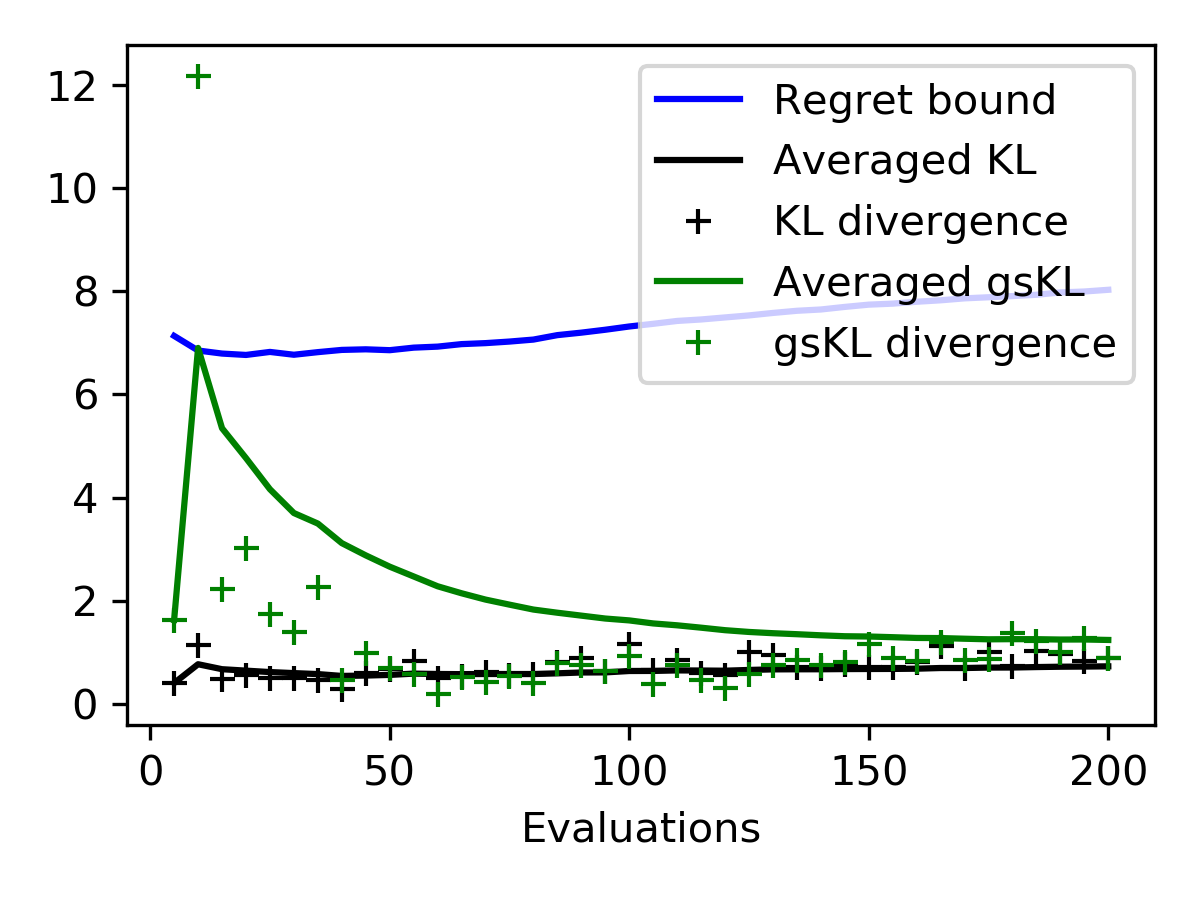 12
10
8
6
4
2
0
Regret bound
Averaged KL
KL divergence
Averaged gsKL
gsKL divergence
0 50 100 150 200
Evaluations